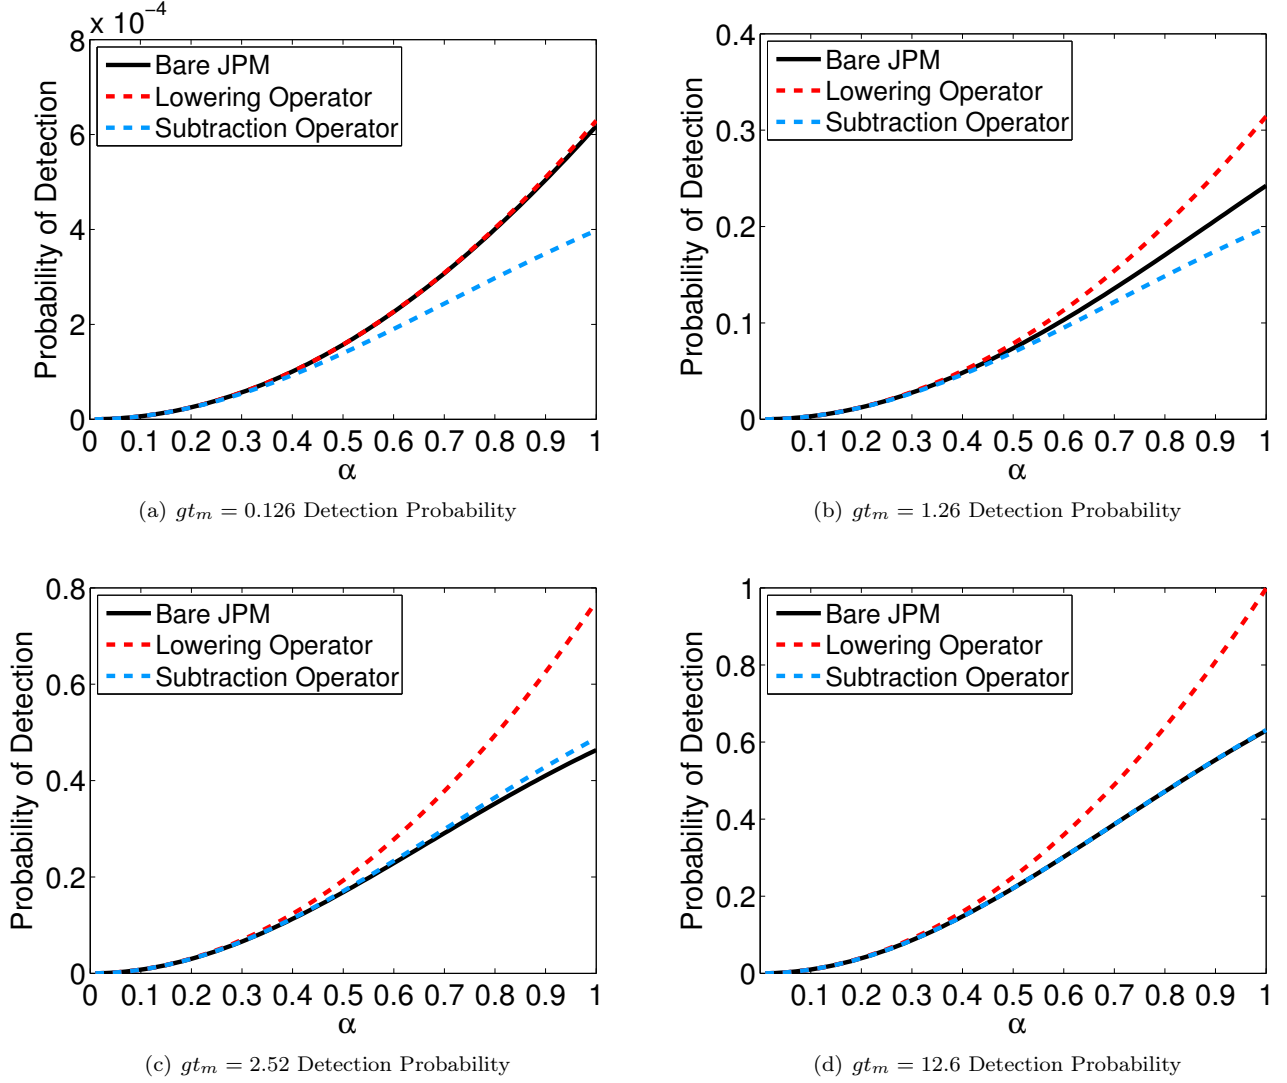 x 10⁻⁴
8
6
4
2
0
Probability of Detection
Bare JPM
Lowering Operator
Subtraction Operator
0 0.1 0.2 0.3 0.4 0.5 0.6 0.7 0.8 0.9 1
α
(a) gtₘ = 0.126 Detection Probability
0.4
0.3
0.2
0.1
0
Probability of Detection
Bare JPM
Lowering Operator
Subtraction Operator
0.1 0.2 0.3 0.4 0.5 0.6 0.7 0.8 0.9 1
α
(b) gtₘ = 1.26 Detection Probability
0.8
0.6
0.4
0.2
0
Probability of Detection
Bare JPM
Lowering Operator
Subtraction Operator
0 0.1 0.2 0.3 0.4 0.5 0.6 0.7 0.8 0.9 1
α
(c) gtₘ = 2.52 Detection Probability
1
0.8
0.6
0.4
0.2
0
Probability of Detection
Bare JPM
Lowering Operator
Subtraction Operator
0.1 0.2 0.3 0.4 0.5 0.6 0.7 0.8 0.9 1
α
(d) gtₘ = 12.6 Detection Probability